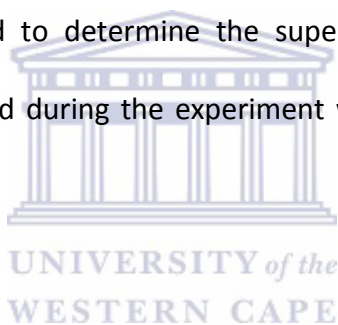 d to determine the supe
d during the experiment v
UNIVERSITY of the
WESTERN CAPE